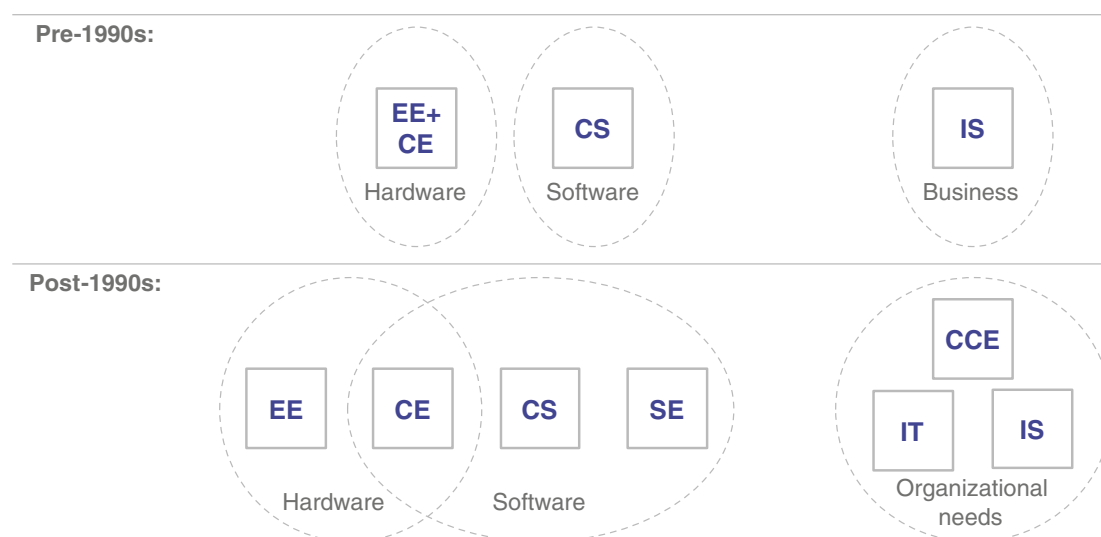 Pre-1990s:
EE+
CE
CS
IS
Hardware
Software
Business
Post-1990s:
CCE
EE
CE
CS
SE
IT
IS
Hardware
Software
Organizational
needs